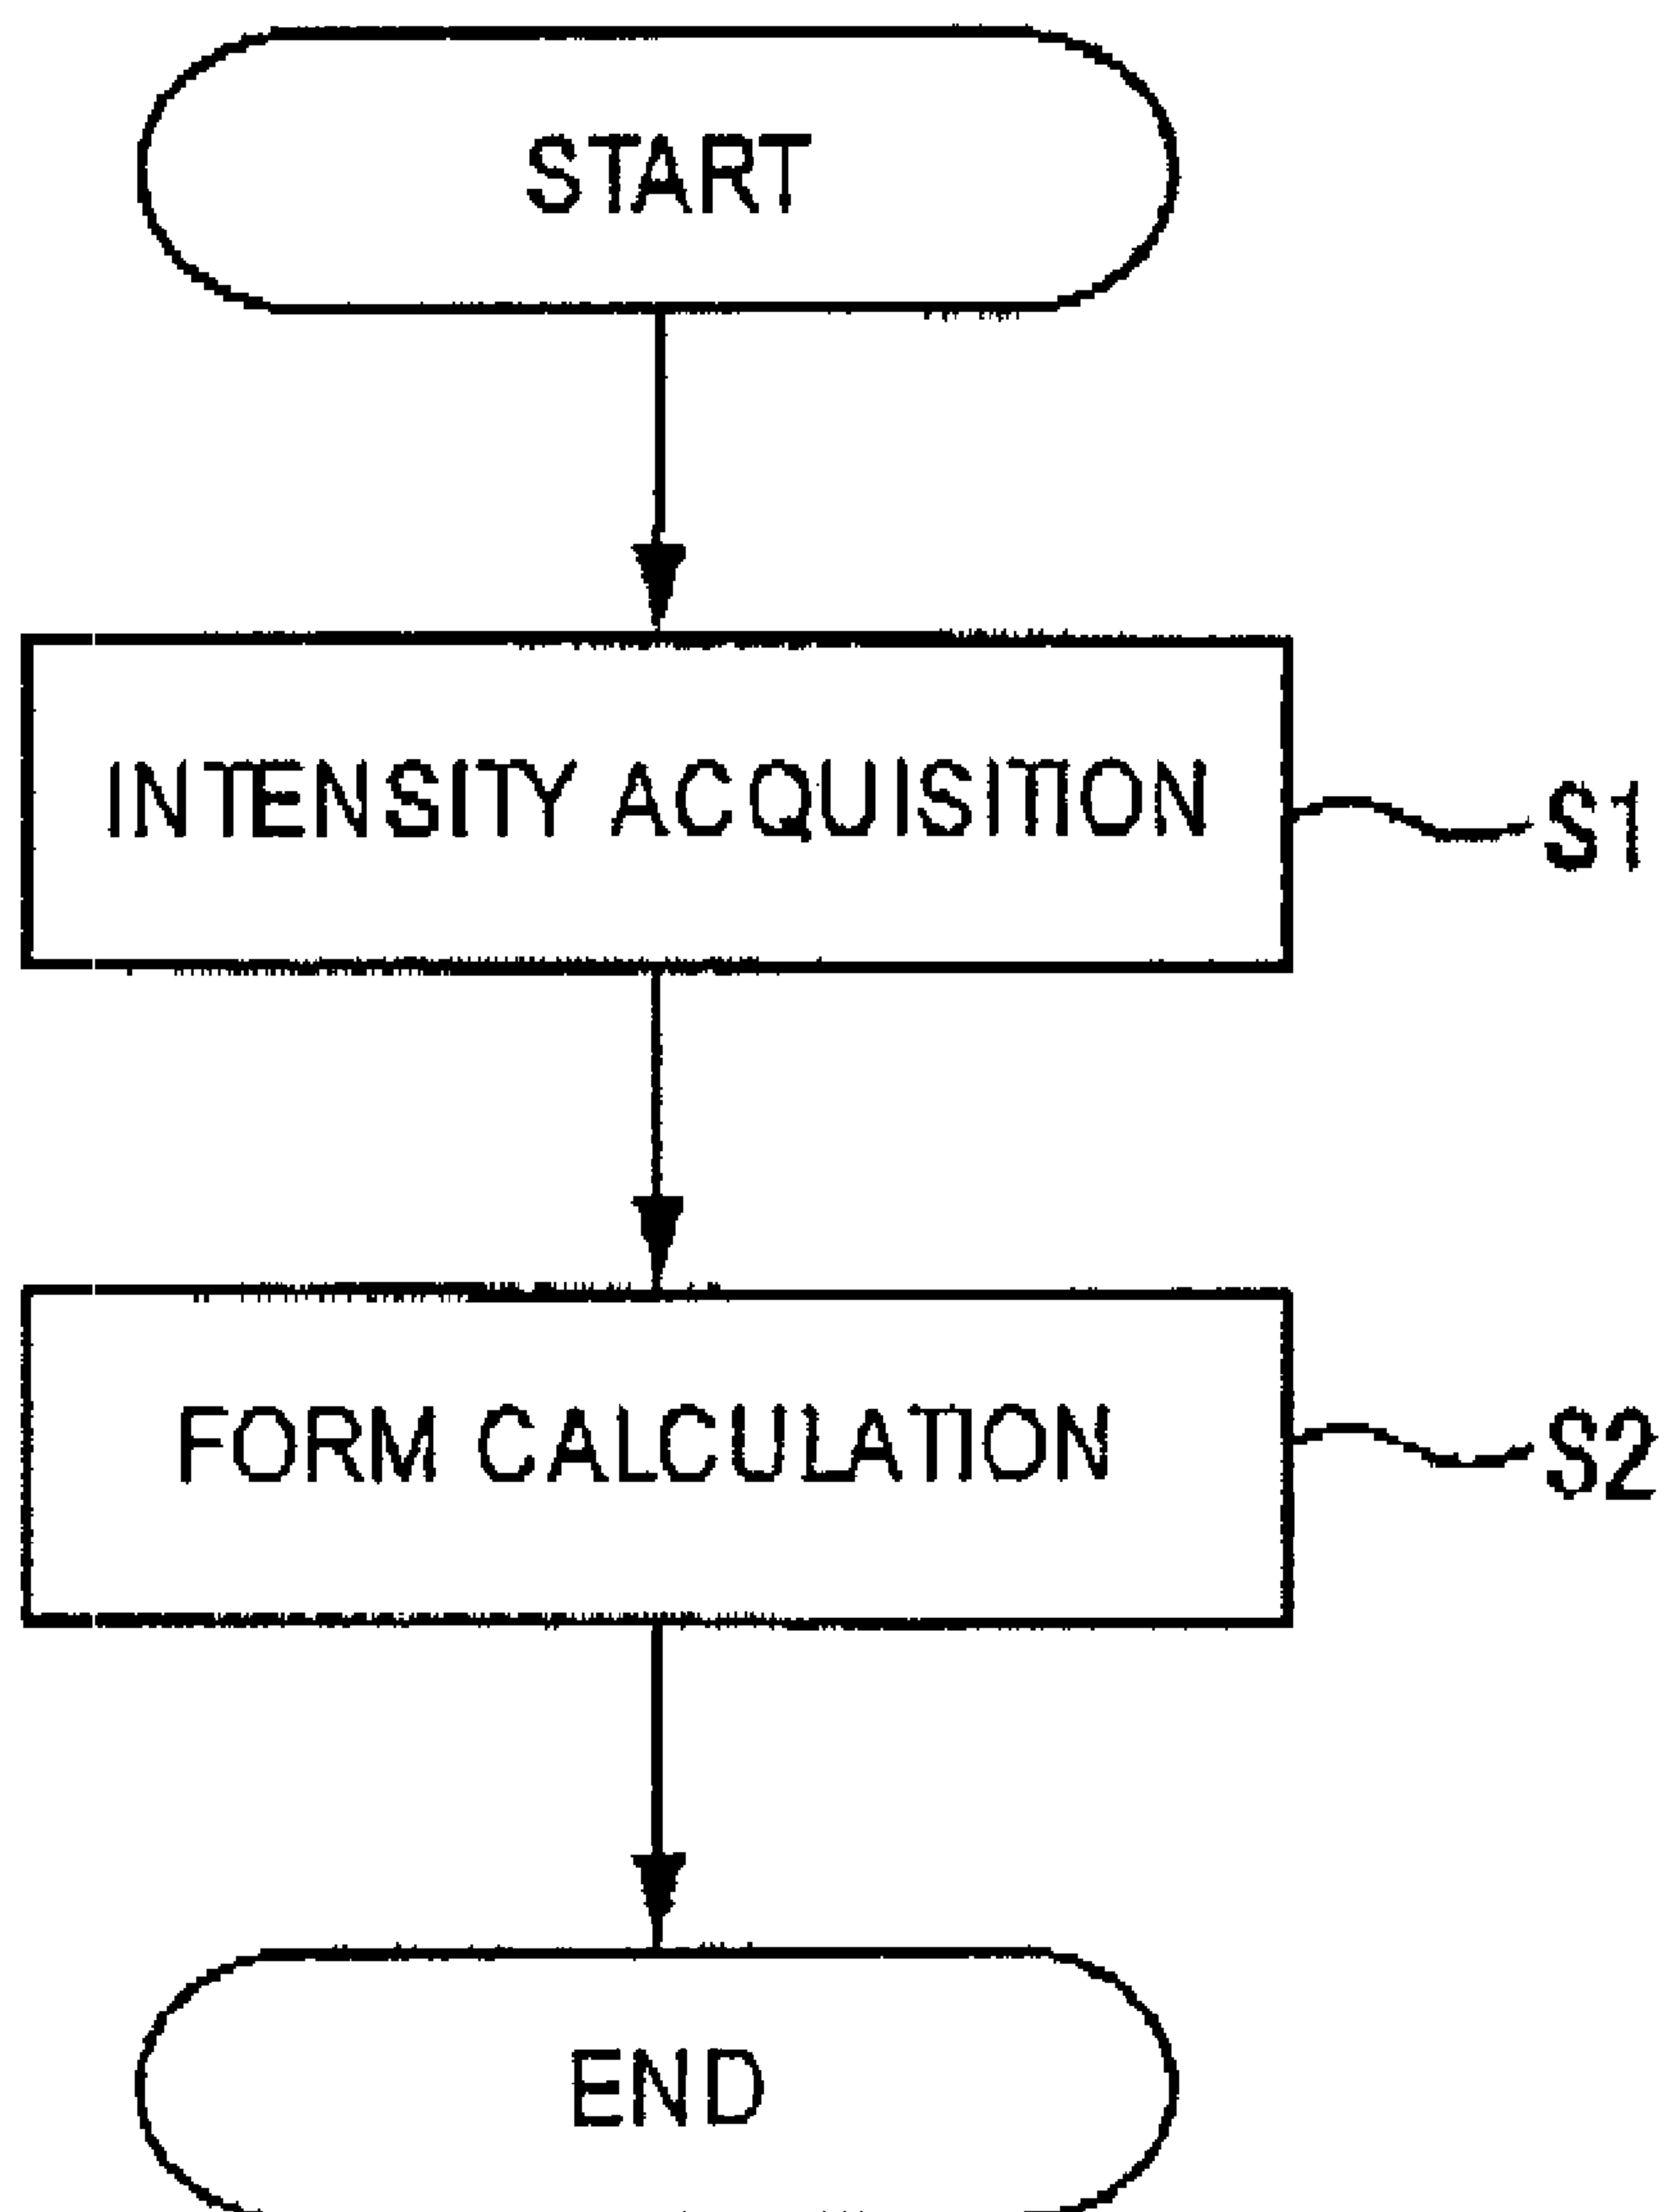 START
INTENSITY ACQUISITION
S1
FORM CALCULATION
S2
END